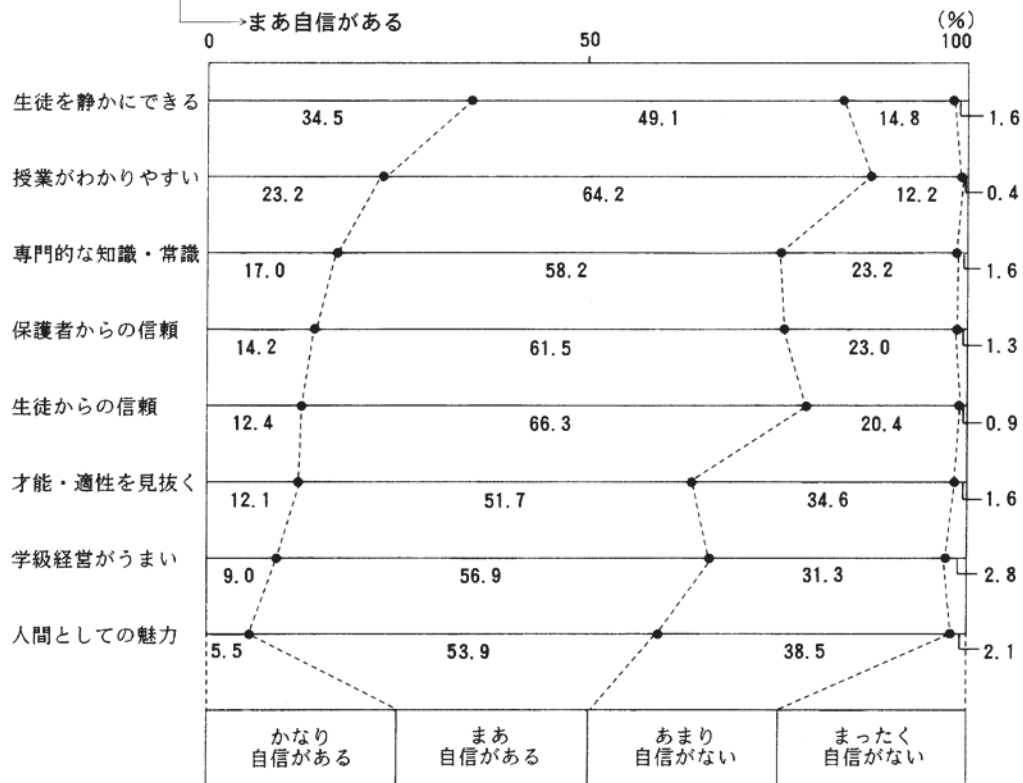 まあ自信がある
(%)
0 50 100
生徒を静かにできる 34.5 49.1 14.8 1.6
授業がわかりやすい 23.2 64.2 12.2 0.4
専門的な知識・常識 17.0 58.2 23.2 1.6
保護者からの信頼 14.2 61.5 23.0 1.3
生徒からの信頼 12.4 66.3 20.4 0.9
才能・適性を見抜く 12.1 51.7 34.6 1.6
学級経営がうまい 9.0 56.9 31.3 2.8
人間としての魅力 5.5 53.9 38.5 2.1
かなり まあ あまり まったく
自信がある 自信がある 自信がない 自信がない